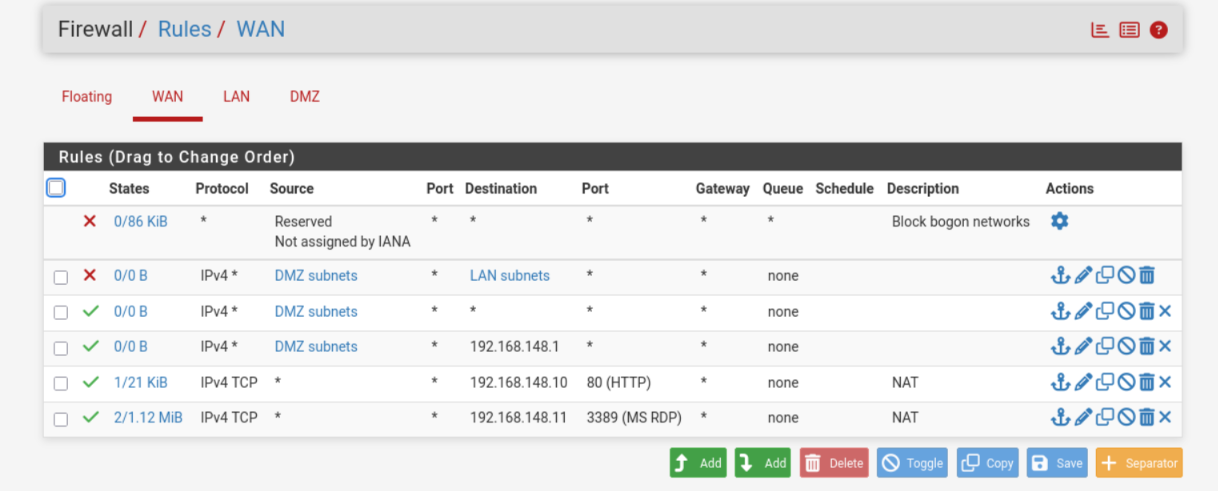 Firewall / Rules / WAN
Floating WAN LAN DMZ
Rules (Drag to Change Order)
States Protocol Source Port Destination Port Gateway Queue Schedule Description Actions
0/86 KiB * Reserved * * * * * Block bogon networks
Not assigned by IANA
0/0 B IPv4 * DMZ subnets * LAN subnets * * none
0/0 B IPv4 * DMZ subnets * * * * none
0/0 B IPv4 * DMZ subnets * 192.168.148.1 * * none
1/21 KiB IPv4 TCP * * 192.168.148.10 80 (HTTP) * none NAT
2/1.12 MiB IPv4 TCP * * 192.168.148.11 3389 (MS RDP) * none NAT
Add Add Delete Toggle Copy Save Separator